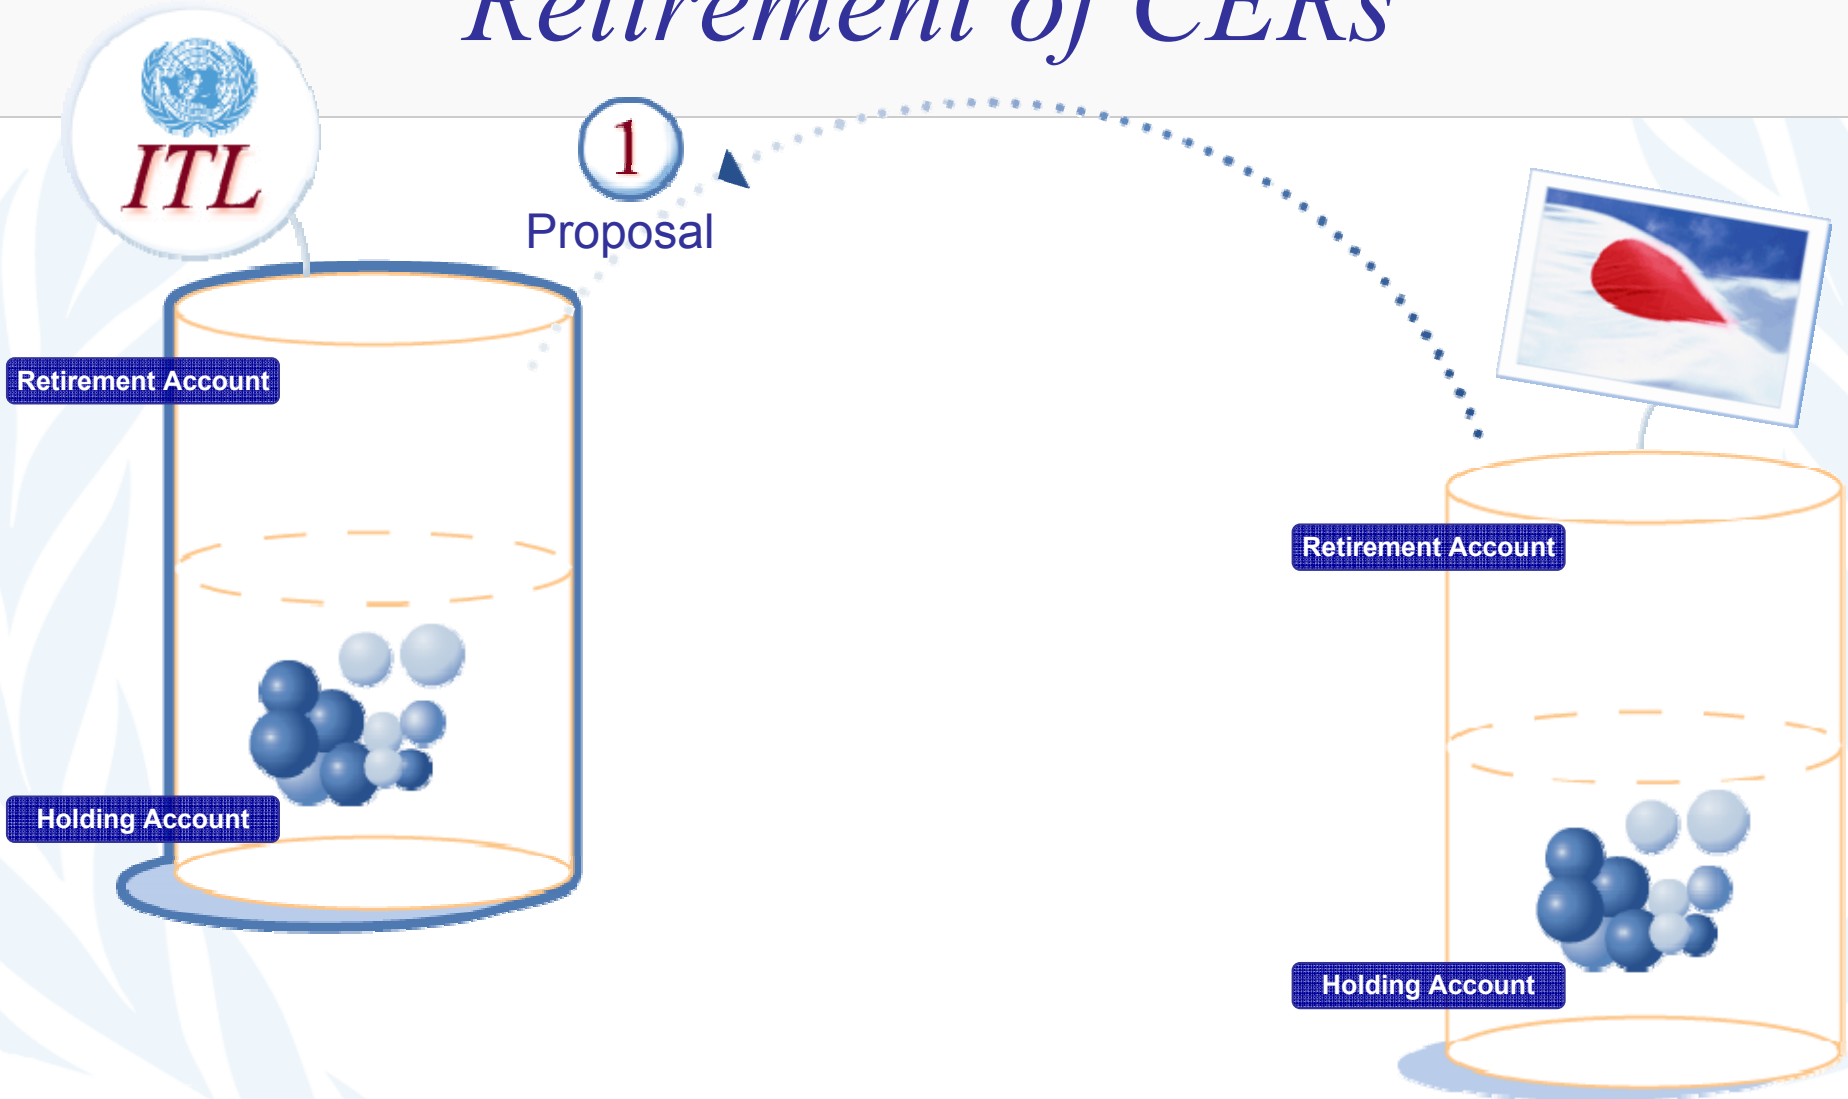 Retirement of CERs
ITL
1
Proposal
Retirement Account
Retirement Account
Holding Account
Holding Account